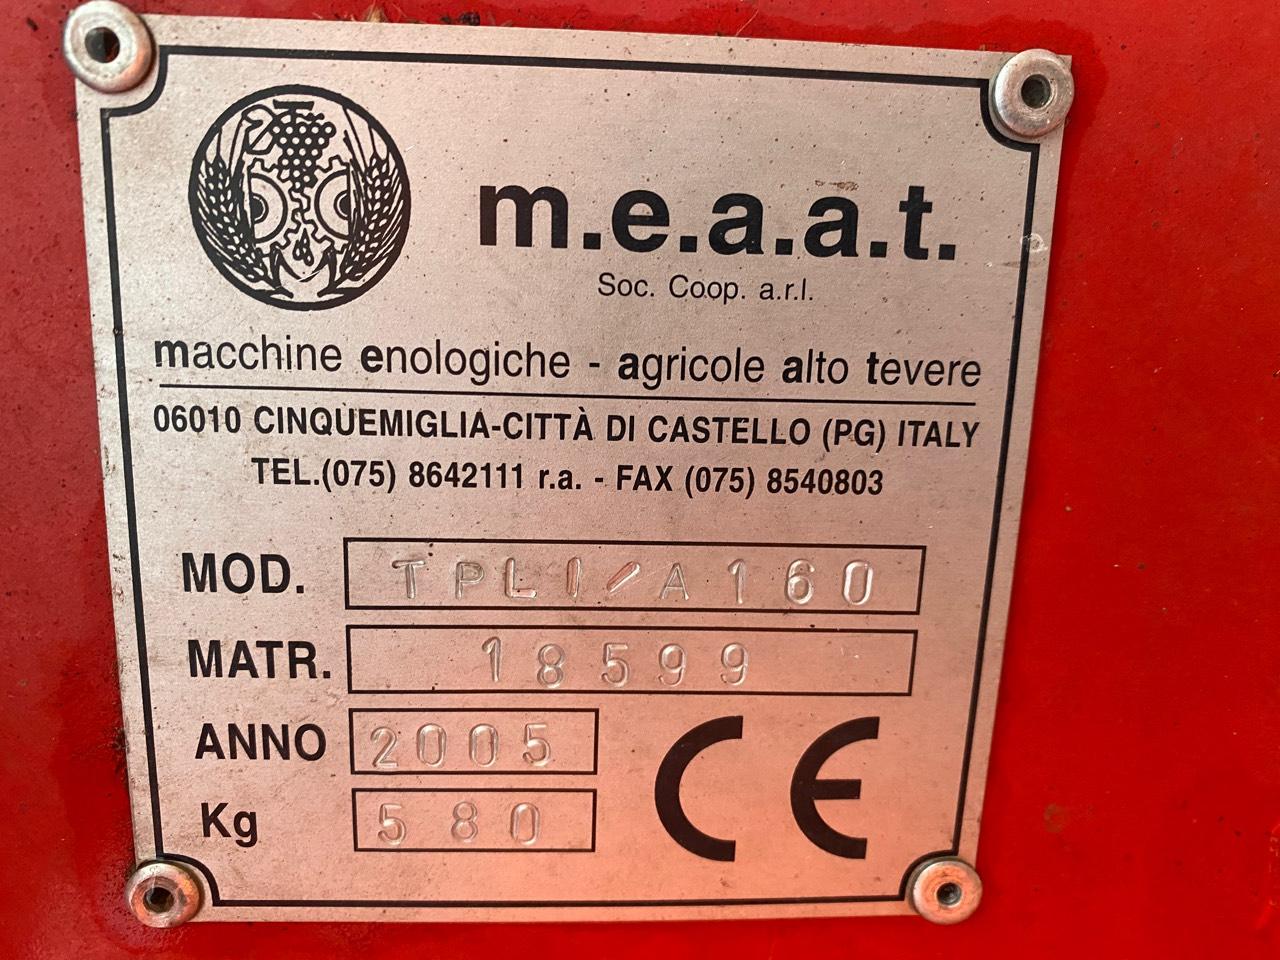 m.e.a.a.t.
Soc. Coop. a.r.l.
macchine enologiche - agricole alto tevere
06010 CINQUEMIGLIA-CITTÀ DI CASTELLO (PG) ITALY
TEL.(075) 8642111 r.a. - FAX (075) 8540803
MOD. TPL1/A160
MATR. 18599
ANNO 2005
Kg 580
CE